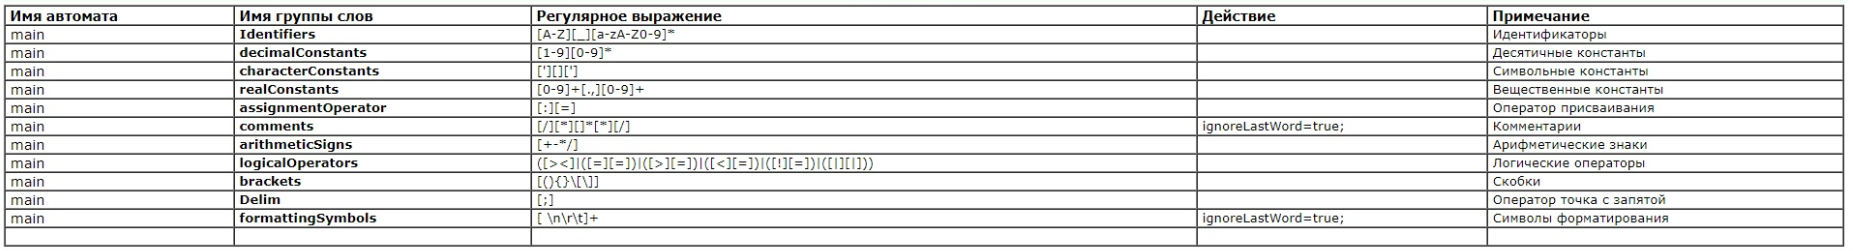 Имя автомата Имя группы слов Регулярное выражение Действие Примечание
main Identifiers [A-Z][_][a-zA-Z0-9]* Идентификаторы
main decimalConstants [1-9][0-9]* Десятичные константы
main characterConstants ['][]['] Символьные константы
main realConstants [0-9]+[.,][0-9]+ Вещественные константы
main assignmentOperator [:][=] Оператор присваивания
main comments [/][*][]*[*][/] ignoreLastWord=true; Комментарии
main arithmeticSigns [+-*/] Арифметические знаки
main logicalOperators ([><]|([=][=])|([>][=])|([<][=])|([!][=])|([|][|])) Логические операторы
main brackets [(){}\[\]] Скобки
main Delim [;] Оператор точка с запятой
main formattingSymbols [ \n\r\t]+ ignoreLastWord=true; Символы форматирования